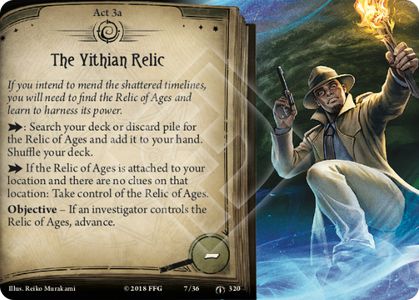 Act 3a
The Yithian Relic
If you intend to mend the shattered timelines,
you will need to find the Relic of Ages and
learn to harness its power.
: Search your deck or discard pile for
the Relic of Ages and add it to your hand.
Shuffle your deck.
If the Relic of Ages is attached to your
location and there are no clues on that
location: Take control of the Relic of Ages.
Objective – If an investigator controls the
Relic of Ages, advance.
–
Illus. Reiko Murakami
© 2018 FFG
7/36
320